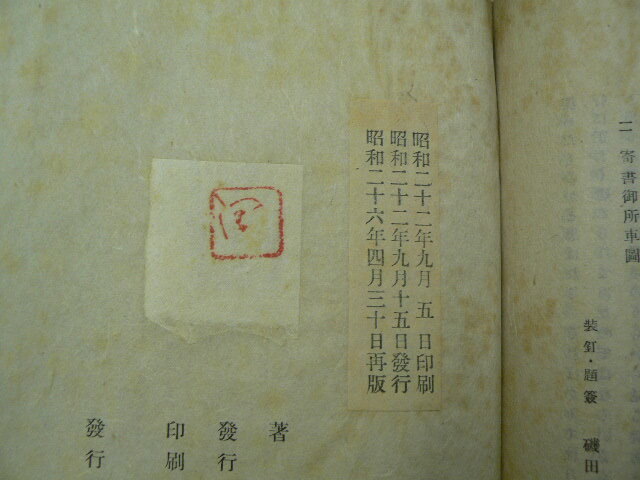 二 寄書御所車圖
装釘・題簽 磯田
昭和二十二年九月 五 日印刷
昭和二十二年九月十五日發行
昭和二十六年四月三十日再版
著
發行
印刷
發行